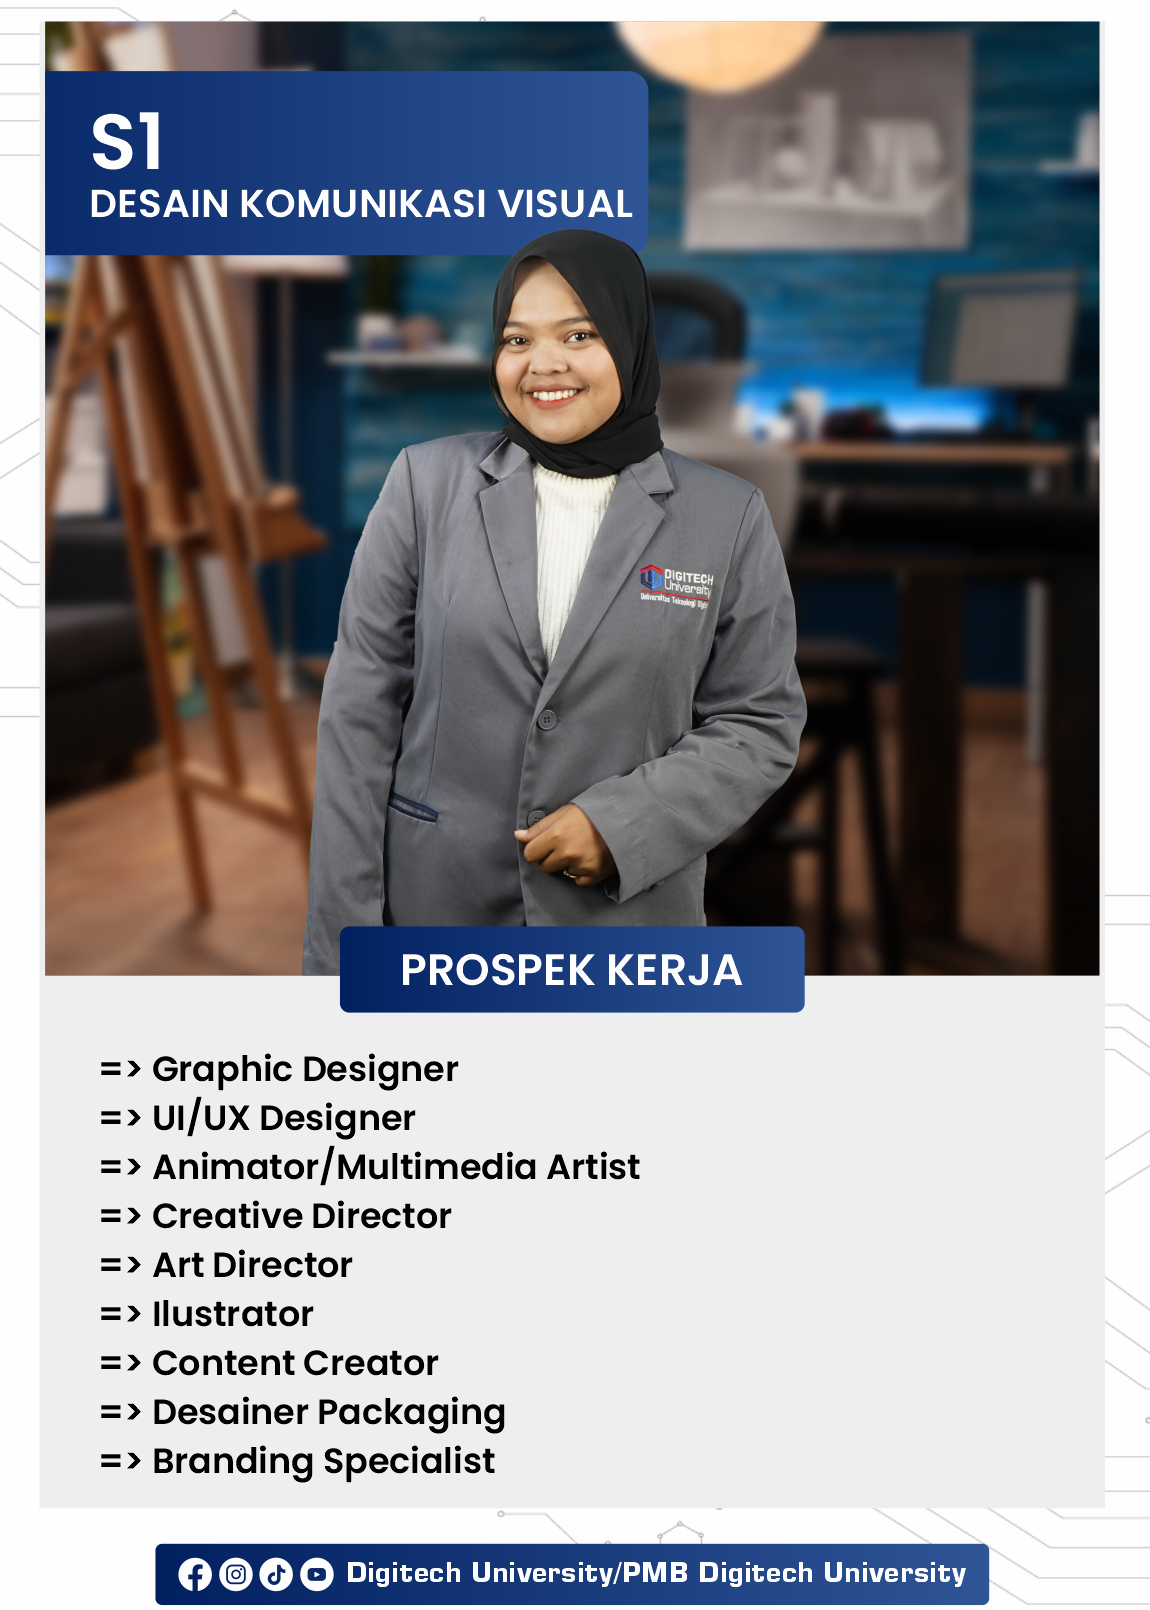 S1
DESAIN KOMUNIKASI VISUAL
DIGITECH
University
Universitas Teknologi Digital
PROSPEK KERJA
=> Graphic Designer
=> UI/UX Designer
=> Animator/Multimedia Artist
=> Creative Director
=> Art Director
=> Ilustrator
=> Content Creator
=> Desainer Packaging
=> Branding Specialist
Digitech University/PMB Digitech University